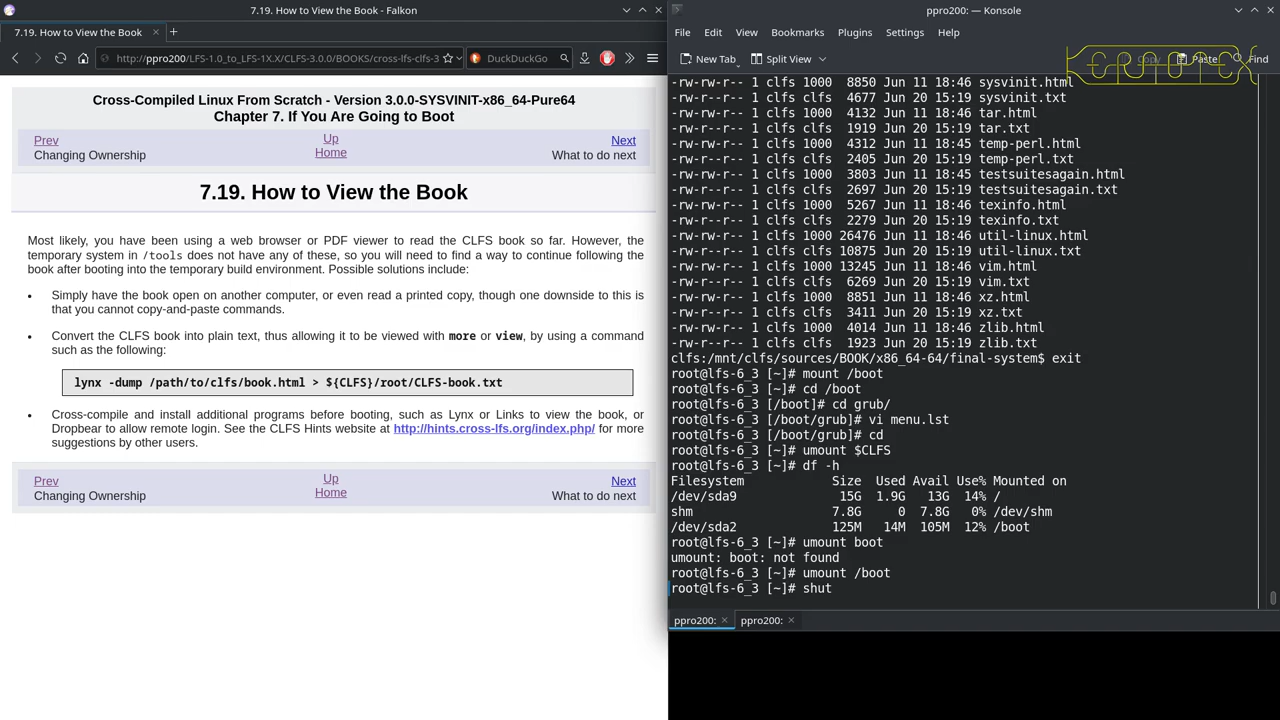 7.19. How to View the Book - Falkon
7.19. How to View the Book
http://ppro200/LFS-1.0_to_LFS-1X.X/CLFS-3.0.0/BOOKS/cross-lfs-clfs-3
DuckDuckGo
Cross-Compiled Linux From Scratch - Version 3.0.0-SYSVINIT-x86_64-Pure64
Chapter 7. If You Are Going to Boot
Prev
Up
Next
Changing Ownership
Home
What to do next
7.19. How to View the Book
Most likely, you have been using a web browser or PDF viewer to read the CLFS book so far. However, the
temporary system in /tools does not have any of these, so you will need to find a way to continue following the
book after booting into the temporary build environment. Possible solutions include:
• Simply have the book open on another computer, or even read a printed copy, though one downside to this is
that you cannot copy-and-paste commands.
• Convert the CLFS book into plain text, thus allowing it to be viewed with more or view, by using a command
such as the following:
lynx -dump /path/to/clfs/book.html > ${CLFS}/root/CLFS-book.txt
• Cross-compile and install additional programs before booting, such as Lynx or Links to view the book, or
Dropbear to allow remote login. See the CLFS Hints website at http://hints.cross-lfs.org/index.php/ for more
suggestions by other users.
Prev
Up
Next
Changing Ownership
Home
What to do next
ppro200: — Konsole
File Edit View Bookmarks Plugins Settings Help
New Tab Split View Copy Paste Find
-rw-rw-r-- 1 clfs 1000 8850 Jun 11 18:46 sysvinit.html
-rw-r--r-- 1 clfs clfs 4677 Jun 20 15:19 sysvinit.txt
-rw-rw-r-- 1 clfs 1000 4132 Jun 11 18:46 tar.html
-rw-r--r-- 1 clfs clfs 1919 Jun 20 15:19 tar.txt
-rw-rw-r-- 1 clfs 1000 4312 Jun 11 18:45 temp-perl.html
-rw-r--r-- 1 clfs clfs 2405 Jun 20 15:19 temp-perl.txt
-rw-rw-r-- 1 clfs 1000 3803 Jun 11 18:45 testsuitesagain.html
-rw-r--r-- 1 clfs clfs 2697 Jun 20 15:19 testsuitesagain.txt
-rw-rw-r-- 1 clfs 1000 5267 Jun 11 18:46 texinfo.html
-rw-r--r-- 1 clfs clfs 2279 Jun 20 15:19 texinfo.txt
-rw-rw-r-- 1 clfs 1000 26476 Jun 11 18:46 util-linux.html
-rw-r--r-- 1 clfs clfs 10875 Jun 20 15:19 util-linux.txt
-rw-rw-r-- 1 clfs 1000 13245 Jun 11 18:46 vim.html
-rw-r--r-- 1 clfs clfs 6269 Jun 20 15:19 vim.txt
-rw-rw-r-- 1 clfs 1000 8851 Jun 11 18:46 xz.html
-rw-r--r-- 1 clfs clfs 3411 Jun 20 15:19 xz.txt
-rw-rw-r-- 1 clfs 1000 4014 Jun 11 18:46 zlib.html
-rw-r--r-- 1 clfs clfs 1923 Jun 20 15:19 zlib.txt
clfs:/mnt/clfs/sources/BOOK/x86_64-64/final-system$ exit
root@lfs-6_3 [~]# mount /boot
root@lfs-6_3 [~]# cd /boot
root@lfs-6_3 [/boot]# cd grub/
root@lfs-6_3 [/boot/grub]# vi menu.lst
root@lfs-6_3 [/boot/grub]# cd
root@lfs-6_3 [~]# umount $CLFS
root@lfs-6_3 [~]# df -h
Filesystem Size Used Avail Use% Mounted on
/dev/sda9 15G 1.9G 13G 14% /
shm 7.8G 0 7.8G 0% /dev/shm
/dev/sda2 125M 14M 105M 12% /boot
root@lfs-6_3 [~]# umount boot
umount: boot: not found
root@lfs-6_3 [~]# umount /boot
root@lfs-6_3 [~]# shut
ppro200: ppro200: